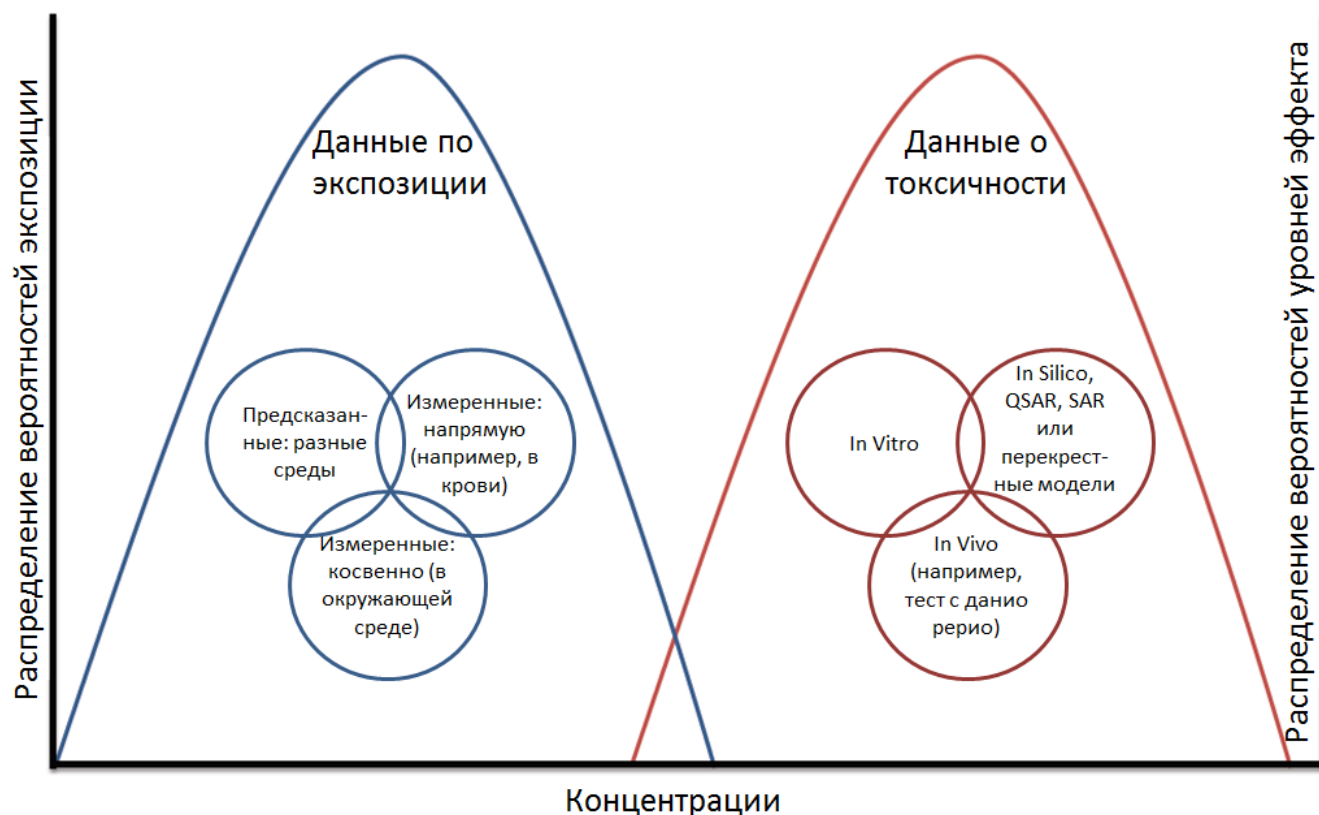 Распределение вероятностей экспозиции
Данные по
экспозиции
Предсказан-
ные: разные
среды
Измеренные:
напрямую
(например, в
крови)
Измеренные:
косвенно (в
окружающей
среде)
Данные о
токсичности
In Vitro
In Silico,
QSAR, SAR
или
перекрест-
ные модели
In Vivo
(например,
тест с данио
рерио)
Распределение вероятностей уровней эффекта
Концентрации